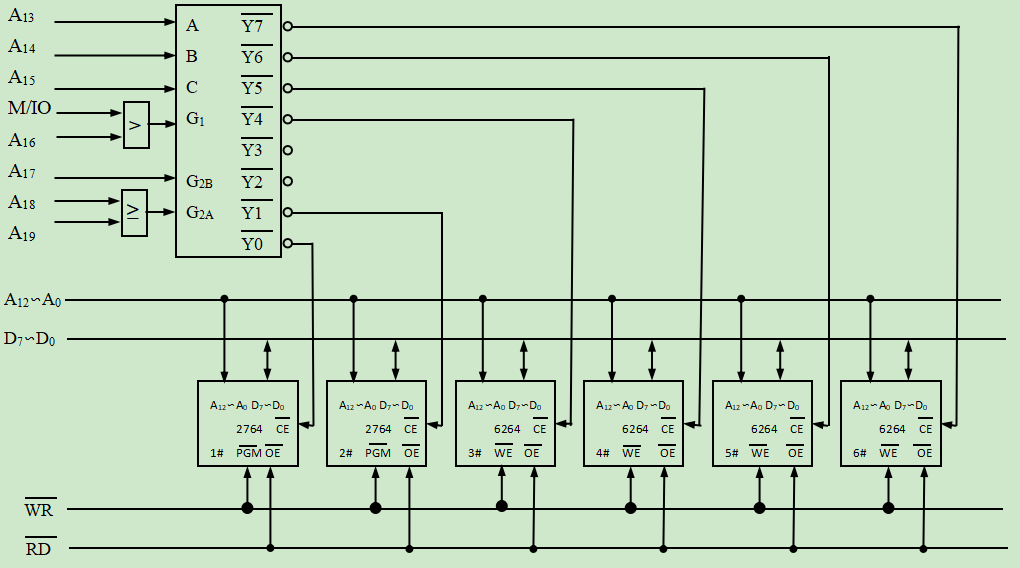 A13 A Y7
A14 B Y6
A15 C Y5
M/IO > G1 Y4
A16 Y3
A17 G2B Y2
A18 ≥ G2A Y1
A19 Y0
A12∽A0
D7∽D0
A12∽A0 D7∽D0 A12∽A0 D7∽D0 A12∽A0 D7∽D0 A12∽A0 D7∽D0 A12∽A0 D7∽D0 A12∽A0 D7∽D0
2764 CE 2764 CE 6264 CE 6264 CE 6264 CE 6264 CE
1# PGM OE 2# PGM OE 3# WE OE 4# WE OE 5# WE OE 6# WE OE
WR
RD